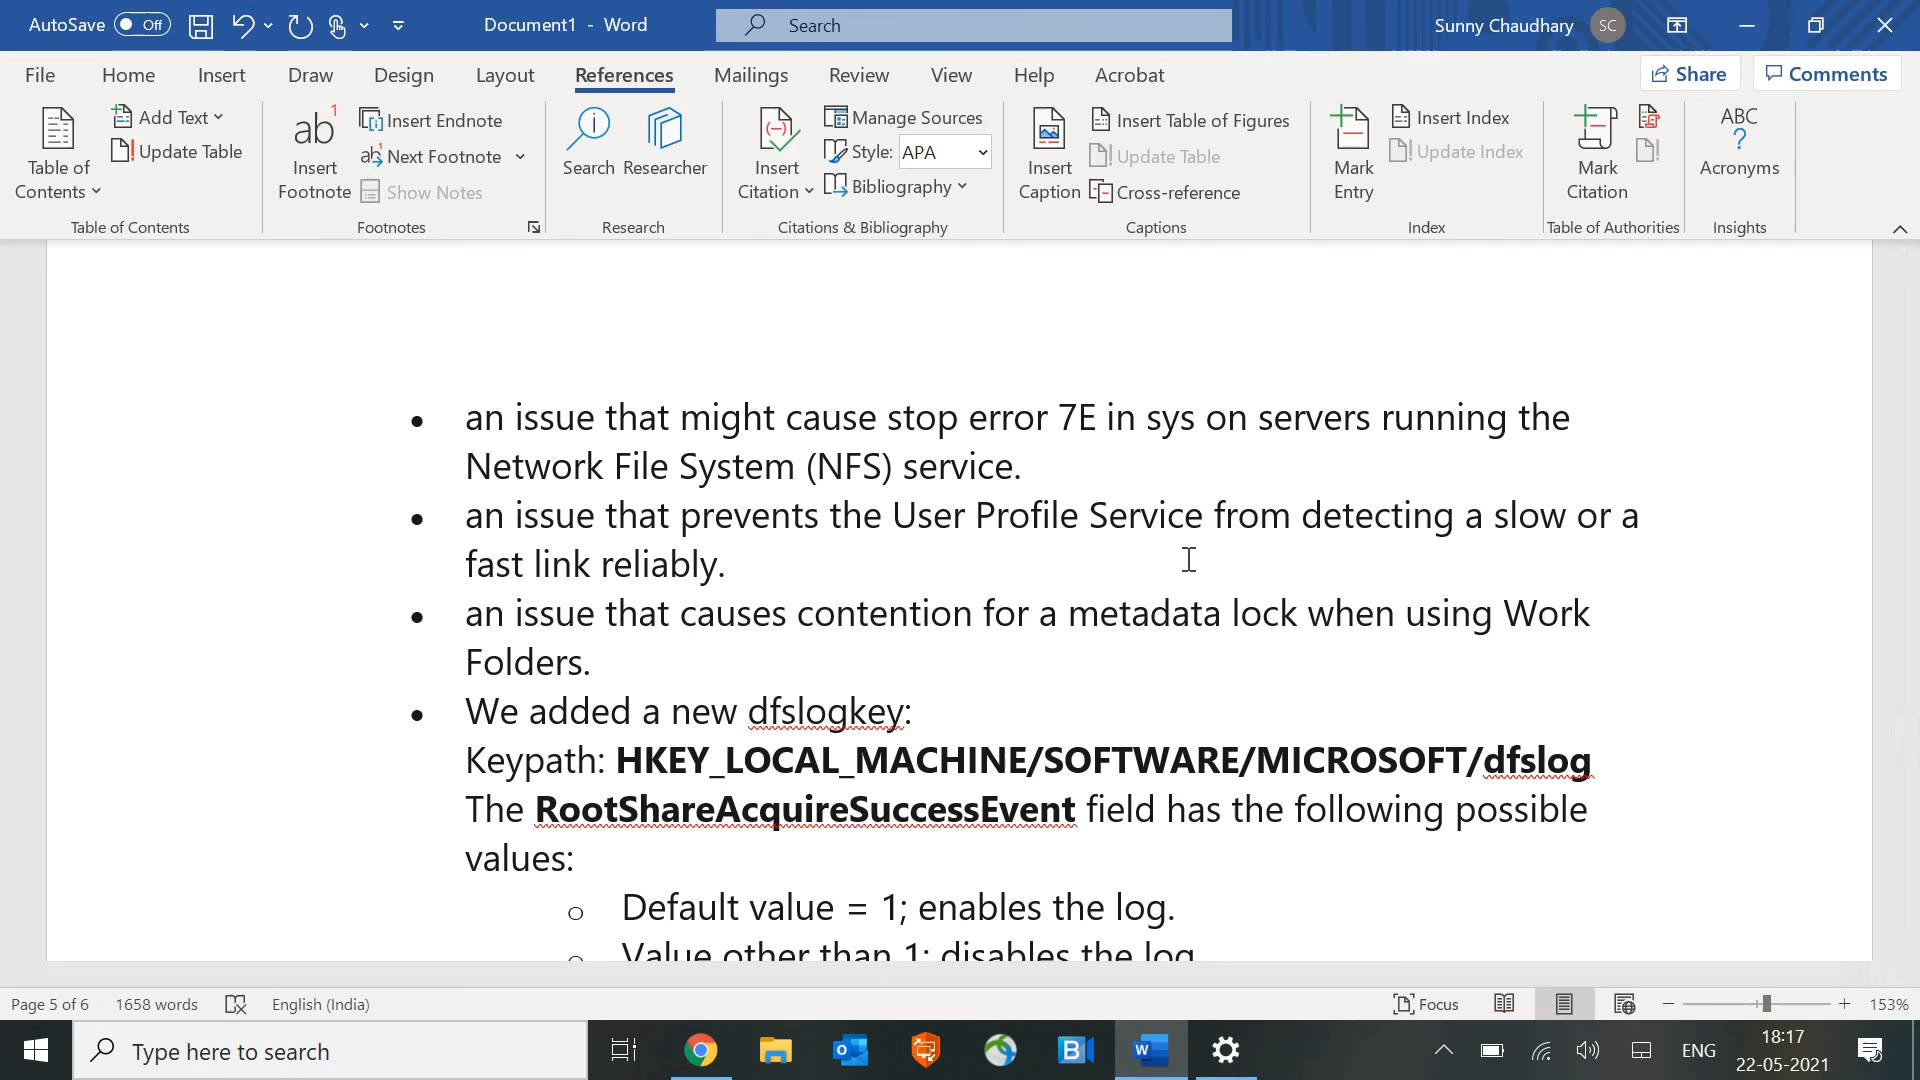 AutoSave Off Document1 - Word Search Sunny Chaudhary SC
File Home Insert Draw Design Layout References Mailings Review View Help Acrobat Share Comments
Table of Contents
Add Text
Update Table
Table of Contents
ab 1
Insert Footnote
Insert Endnote
Next Footnote
Show Notes
Footnotes
Search
Researcher
Research
Insert Citation
Manage Sources
Style: APA
Bibliography
Citations & Bibliography
Insert Caption
Insert Table of Figures
Update Table
Cross-reference
Captions
Mark Entry
Insert Index
Update Index
Index
Mark Citation
Table of Authorities
ABC
?
Acronyms
Insights
• an issue that might cause stop error 7E in sys on servers running the
Network File System (NFS) service.
• an issue that prevents the User Profile Service from detecting a slow or a
fast link reliably.
• an issue that causes contention for a metadata lock when using Work
Folders.
• We added a new dfslogkey:
Keypath: HKEY_LOCAL_MACHINE/SOFTWARE/MICROSOFT/dfslog
The RootShareAcquireSuccessEvent field has the following possible
values:
o Default value = 1; enables the log.
o Value other than 1; disables the log.
Page 5 of 6 1658 words English (India) Focus 153%
Type here to search ENG 18:17
22-05-2021